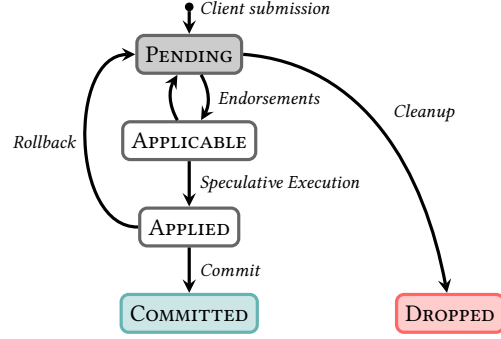 Client submission
PENDING
Endorsements
Cleanup
Rollback
APPLICABLE
Speculative Execution
APPLIED
Commit
COMMITTED
DROPPED